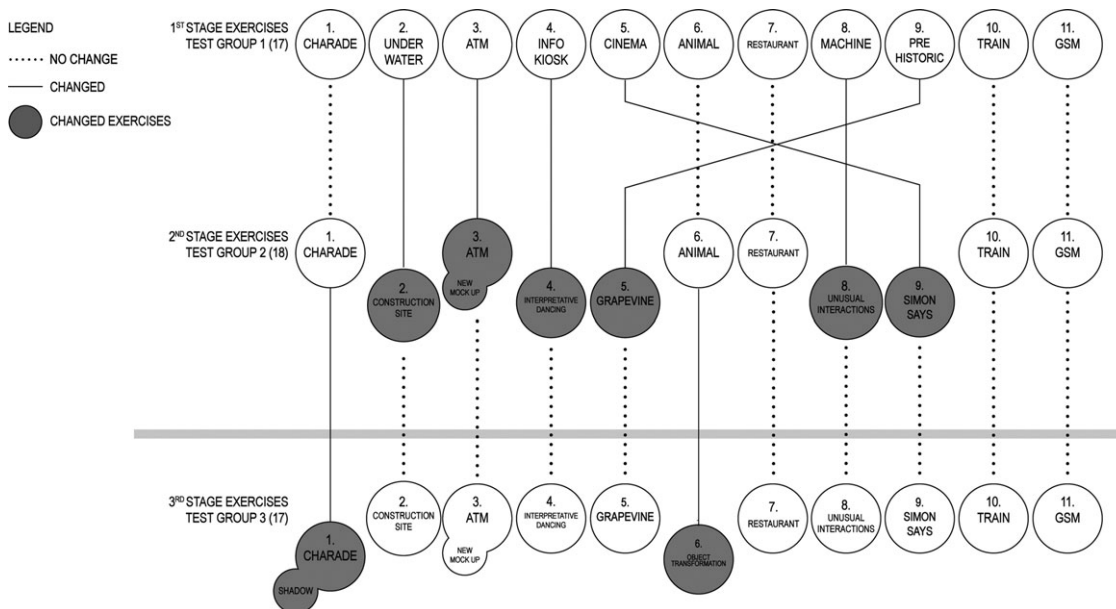 LEGEND
NO CHANGE
CHANGED
CHANGED EXERCISES
1ST STAGE EXERCISES
TEST GROUP 1 (17)
1.
CHARADE
2.
UNDER
WATER
3.
ATM
4.
INFO
KIOSK
5.
CINEMA
6.
ANIMAL
7.
RESTAURANT
8.
MACHINE
9.
PRE
HISTORIC
10.
TRAIN
11.
GSM
2ND STAGE EXERCISES
TEST GROUP 2 (18)
1.
CHARADE
2.
CONSTRUCTION
SITE
3.
ATM
NEW
MOCK UP
4.
INTERPRETATIVE
DANCING
5.
GRAPEVINE
6.
ANIMAL
7.
RESTAURANT
8.
UNUSUAL
INTERACTIONS
9.
SIMON
SAYS
10.
TRAIN
11.
GSM
3RD STAGE EXERCISES
TEST GROUP 3 (17)
1.
CHARADE
SHADOW
2.
CONSTRUCTION
SITE
3.
ATM
NEW
MOCK UP
4.
INTERPRETATIVE
DANCING
5.
GRAPEVINE
6.
OBJECT
TRANSFORMATION
7.
RESTAURANT
8.
UNUSUAL
INTERACTIONS
9.
SIMON
SAYS
10.
TRAIN
11.
GSM